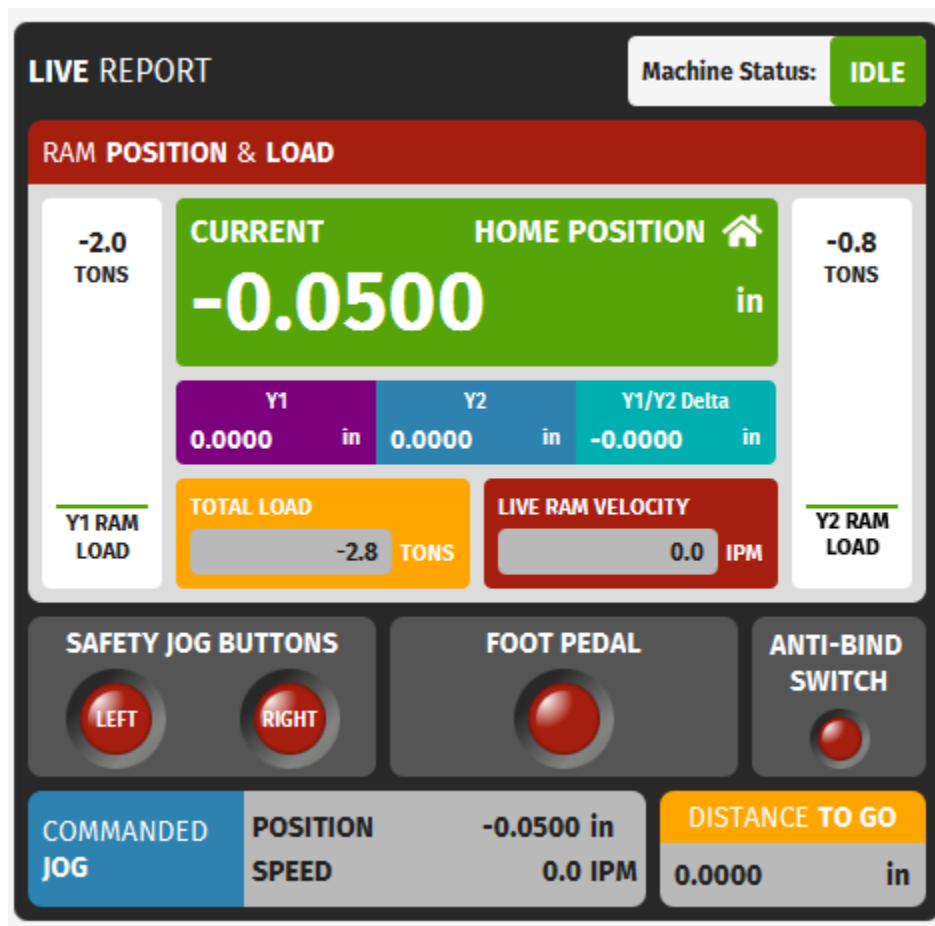 LIVE REPORT
Machine Status: IDLE
RAM POSITION & LOAD
-2.0
TONS
Y1 RAM
LOAD
CURRENT HOME POSITION
-0.0500 in
Y1
0.0000 in
Y2
0.0000 in
Y1/Y2 Delta
-0.0000 in
TOTAL LOAD
-2.8 TONS
LIVE RAM VELOCITY
0.0 IPM
-0.8
TONS
Y2 RAM
LOAD
SAFETY JOG BUTTONS
LEFT RIGHT
FOOT PEDAL
ANTI-BIND
SWITCH
COMMANDED
JOG
POSITION -0.0500 in
SPEED 0.0 IPM
DISTANCE TO GO
0.0000 in